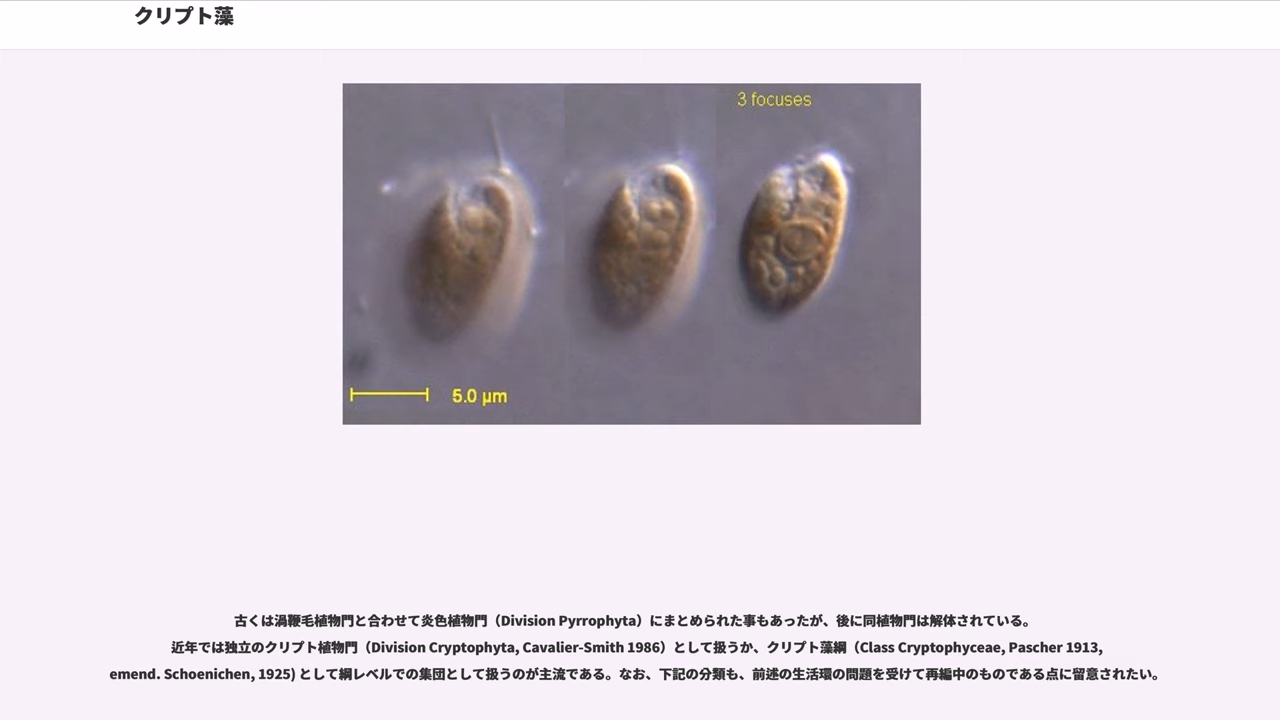 クリプト藻
3 focuses
5.0 µm
古くは渦鞭毛植物門と合わせて炎色植物門（Division Pyrrophyta）にまとめられた事もあったが、後に同植物門は解体されている。
近年では独立のクリプト植物門（Division Cryptophyta, Cavalier-Smith 1986）として扱うか、クリプト藻綱（Class Cryptophyceae, Pascher 1913,
emend. Schoenichen, 1925) として綱レベルでの集団として扱うのが主流である。なお、下記の分類も、前述の生活環の問題を受けて再編中のものである点に留意されたい。